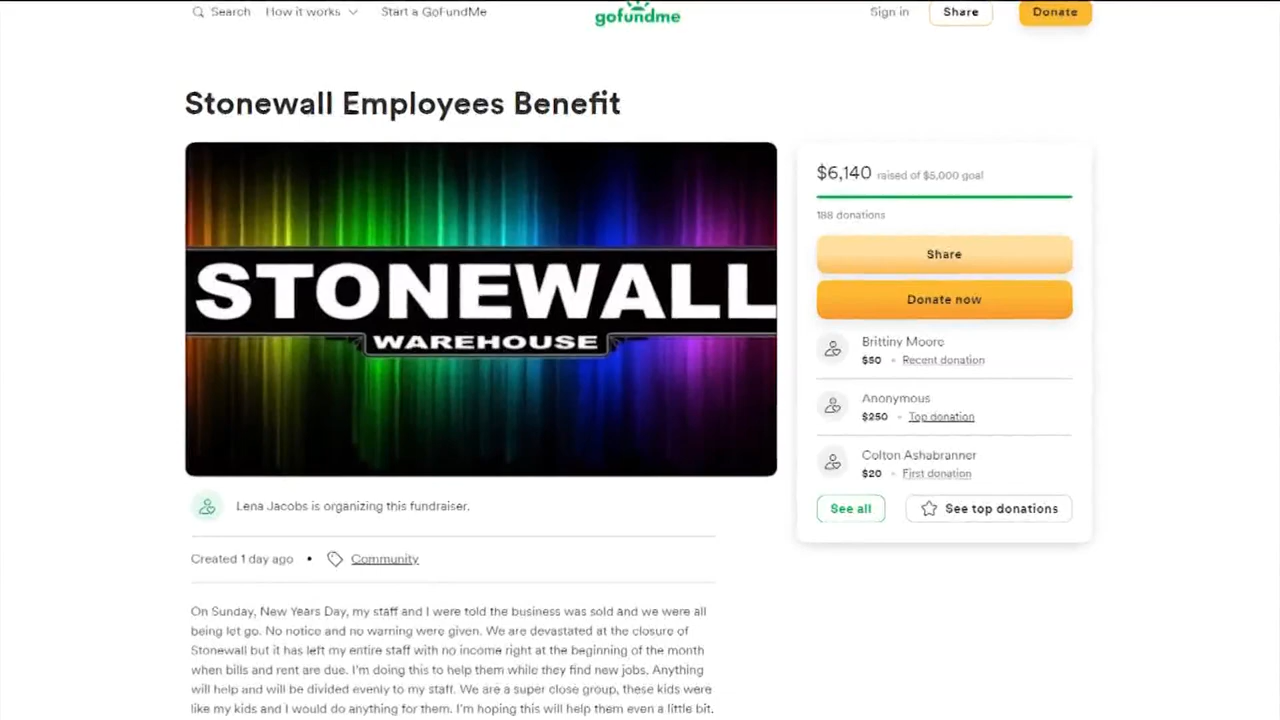 Search How it works Start a GoFundMe gofundme Sign in Share Donate
Stonewall Employees Benefit
STONEWALL
WAREHOUSE
$6,140 raised of $5,000 goal
188 donations
Share
Donate now
Brittiny Moore
$50 • Recent donation
Anonymous
$250 • Top donation
Colton Ashabranner
$20 • First donation
See all See top donations
Lena Jacobs is organizing this fundraiser.
Created 1 day ago • Community
On Sunday, New Years Day, my staff and I were told the business was sold and we were all
being let go. No notice and no warning were given. We are devastated at the closure of
Stonewall but it has left my entire staff with no income right at the beginning of the month
when bills and rent are due. I'm doing this to help them while they find new jobs. Anything
will help and will be divided evenly to my staff. We are a super close group, these kids were
like my kids and I would do anything for them. I'm hoping this will help them even a little bit.